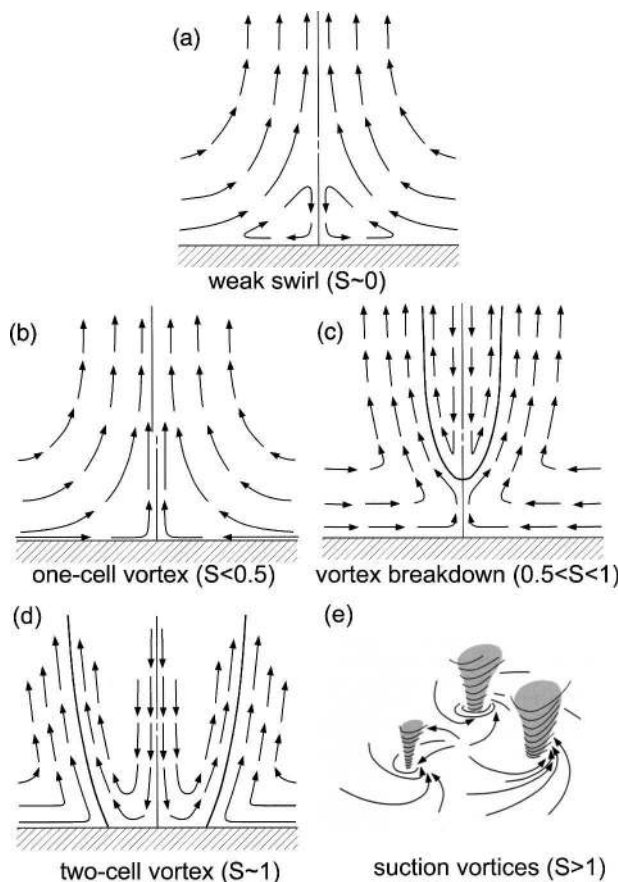 (a)
weak swirl (S~0)
(b)
(c)
one-cell vortex (S<0.5)
vortex breakdown (0.5<S<1)
(d)
(e)
two-cell vortex (S~1)
suction vortices (S>1)